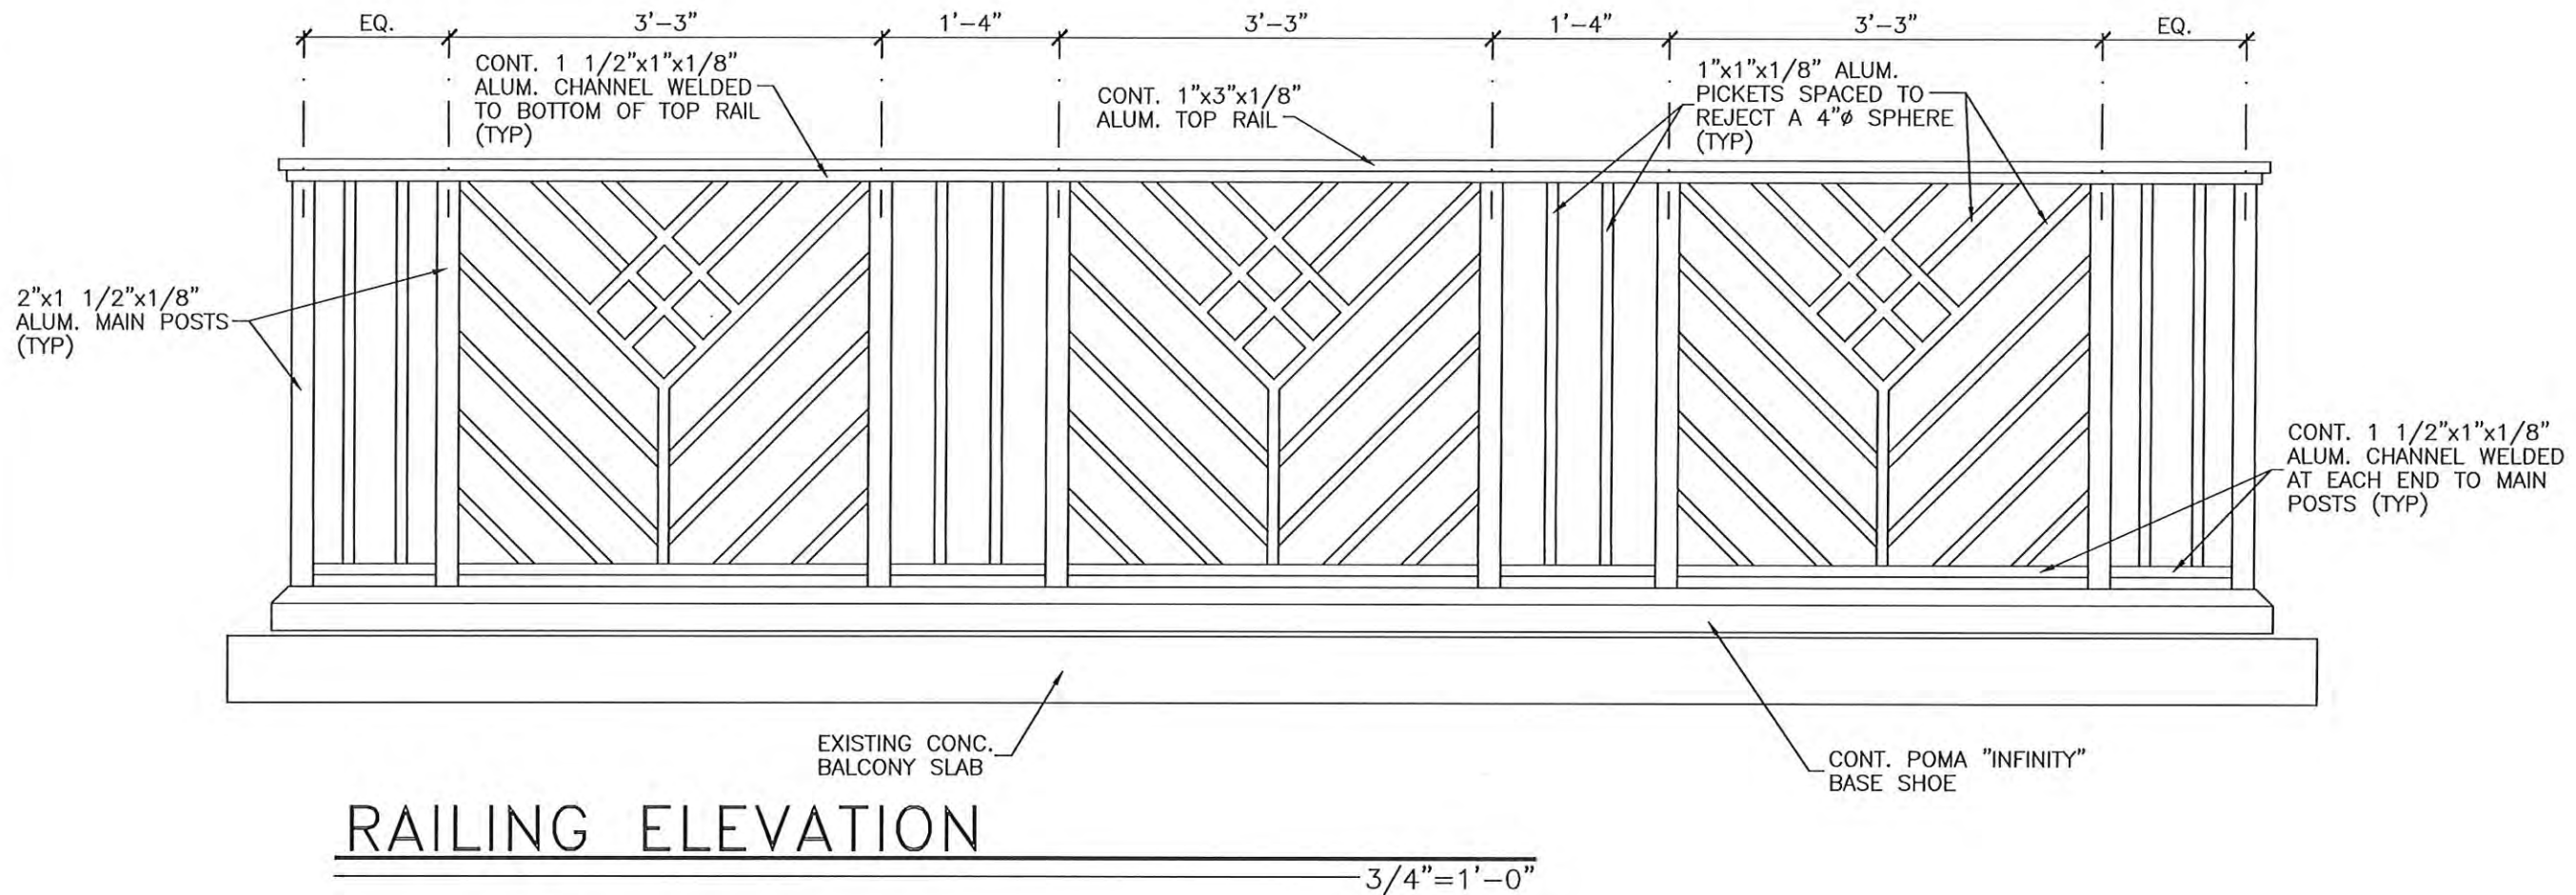 EQ.
3'-3"
1'-4"
3'-3"
1'-4"
3'-3"
EQ.
CONT. 1 1/2"x1"x1/8"
ALUM. CHANNEL WELDED
TO BOTTOM OF TOP RAIL
(TYP)
CONT. 1"x3"x1/8"
ALUM. TOP RAIL
1"x1"x1/8" ALUM.
PICKETS SPACED TO
REJECT A 4"ø SPHERE
(TYP)
2"x1 1/2"x1/8"
ALUM. MAIN POSTS
(TYP)
CONT. 1 1/2"x1"x1/8"
ALUM. CHANNEL WELDED
AT EACH END TO MAIN
POSTS (TYP)
EXISTING CONC.
BALCONY SLAB
CONT. POMA "INFINITY"
BASE SHOE
RAILING ELEVATION
3/4"=1'-0"